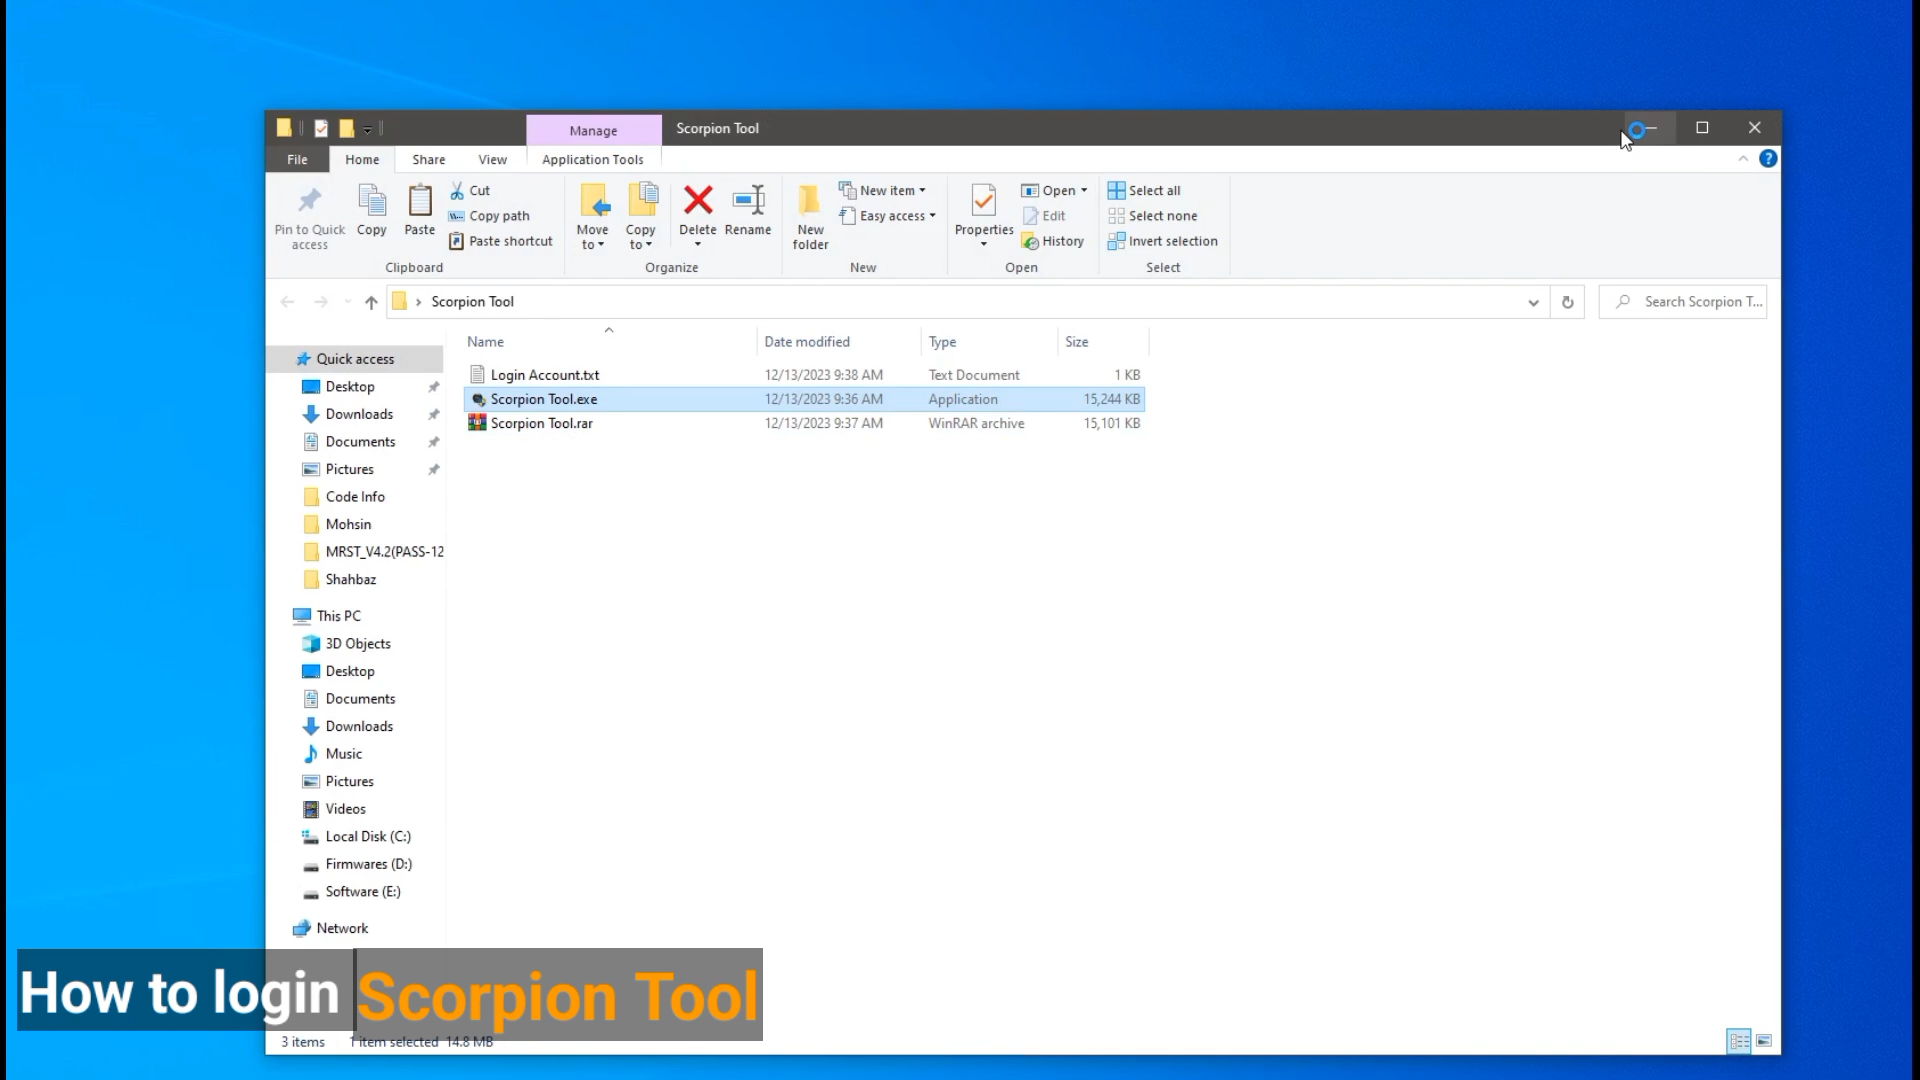 Manage
Scorpion Tool
File
Home
Share
View
Application Tools
Pin to Quick
access
Copy
Paste
Cut
Copy path
Paste shortcut
Clipboard
Move
to
Copy
to
Delete
Rename
Organize
New
folder
New item
Easy access
New
Properties
Open
Edit
History
Open
Select all
Select none
Invert selection
Select
Scorpion Tool
Search Scorpion T...
Name
Date modified
Type
Size
Login Account.txt 12/13/2023 9:38 AM Text Document 1 KB
Scorpion Tool.exe 12/13/2023 9:36 AM Application 15,244 KB
Scorpion Tool.rar 12/13/2023 9:37 AM WinRAR archive 15,101 KB
Quick access
Desktop
Downloads
Documents
Pictures
Code Info
Mohsin
MRST_V4.2(PASS-12
Shahbaz
This PC
3D Objects
Desktop
Documents
Downloads
Music
Pictures
Videos
Local Disk (C:)
Firmwares (D:)
Software (E:)
Network
How to login Scorpion Tool
3 items 1 item selected 14.8 MB